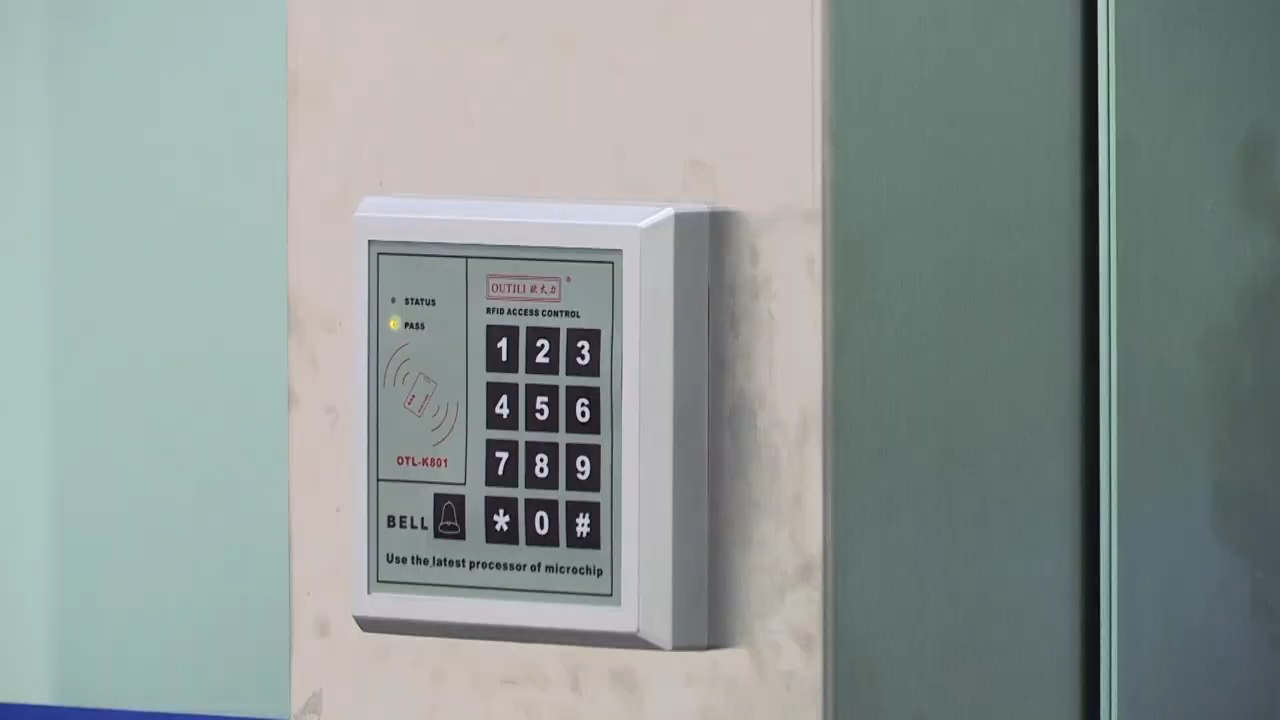 STATUS
PASS
OTL-K801
OUTILI 欧大力
RFID ACCESS CONTROL
1 2 3
4 5 6
7 8 9
* 0 #
BELL
Use the latest processor of microchip